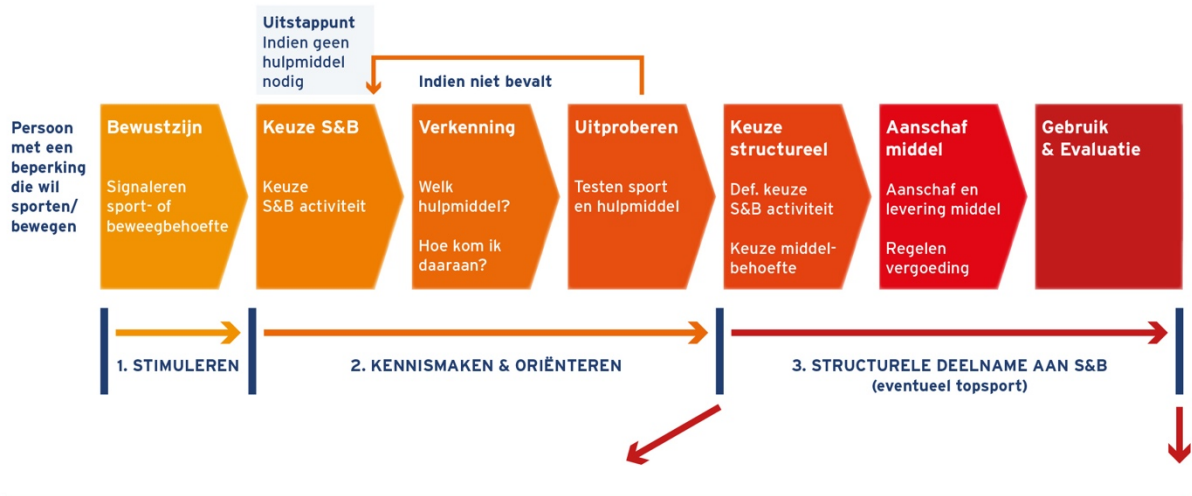 Uitstappunt
Indien geen
hulpmiddel
nodig
Indien niet bevalt
Persoon
met een
beperking
die wil
sporten/
bewegen
Bewustzijn
Signaleren
sport- of
beweegbehoefte
Keuze S&B
Keuze
S&B activiteit
Verkenning
Welk
hulpmiddel?
Hoe kom ik
daaraan?
Uitproberen
Testen sport
en hulpmiddel
Keuze
structureel
Def. keuze
S&B activiteit
Keuze middel-
behoefte
Aanschaf
middel
Aanschaf en
levering middel
Regelen
vergoeding
Gebruik
& Evaluatie
1. STIMULEREN
2. KENNISMAKEN & ORIËNTEREN
3. STRUCTURELE DEELNAME AAN S&B
(eventueel topsport)